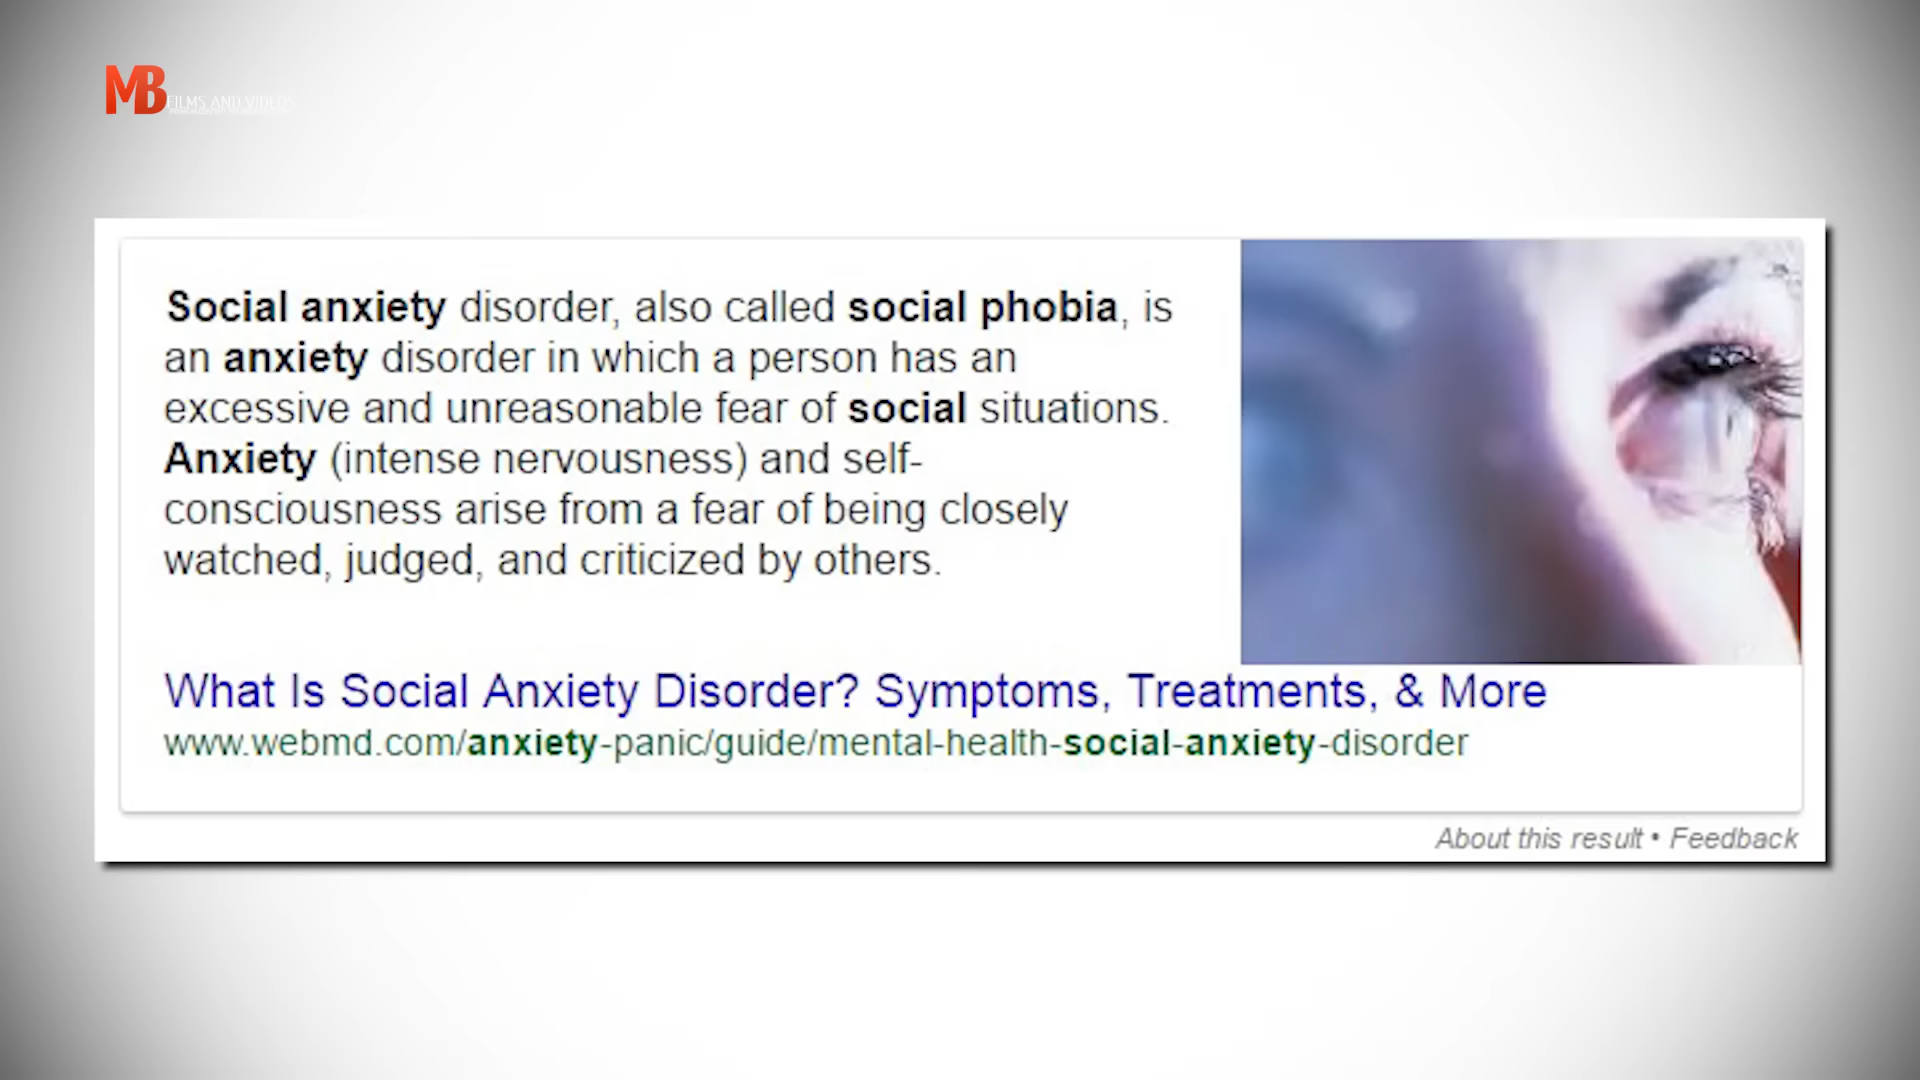 MB FILMS AND VIDEOS
Social anxiety disorder, also called social phobia, is
an anxiety disorder in which a person has an
excessive and unreasonable fear of social situations.
Anxiety (intense nervousness) and self-
consciousness arise from a fear of being closely
watched, judged, and criticized by others.
What Is Social Anxiety Disorder? Symptoms, Treatments, & More
www.webmd.com/anxiety-panic/guide/mental-health-social-anxiety-disorder
About this result • Feedback